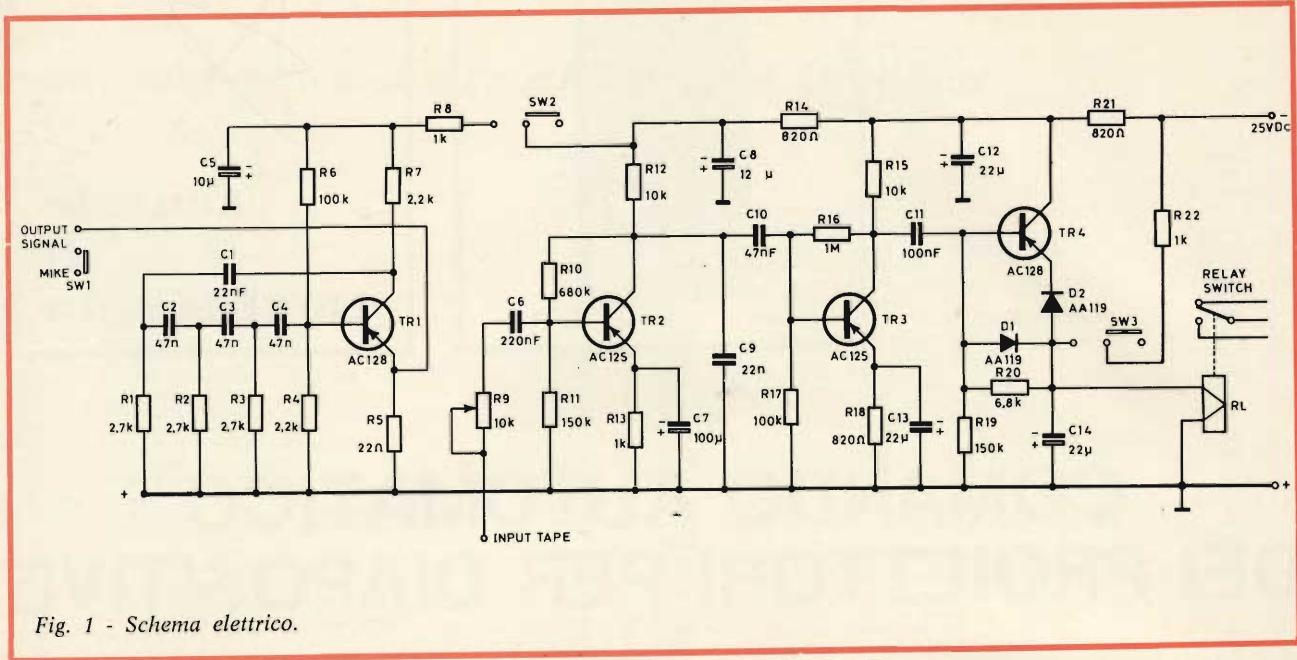 R8
1k
SW2
R14
820Ω
R21
820Ω
-
25VDc
C5
10µ
-
+
R6
100k
R7
2,2k
R12
10k
-
+
C8
12 µ
R15
10k
-
+
C12
22µ
R22
1k
OUTPUT
SIGNAL
MIKE
SW1
C1
22nF
C2
47n
C3
47n
C4
47n
TR1
AC128
R10
680k
C6
220nF
TR2
AC125
C10
47nF
R16
1M
C11
100nF
TR3
AC125
TR4
AC128
D2
AA119
D1
AA119
SW3
RELAY
SWITCH
R1
2,7k
R2
2,7k
R3
2,7k
R4
2,2k
R5
22Ω
R9
10k
R11
150k
R13
1k
C7
100µ
-
+
C9
22n
R17
100k
R18
820Ω
C13
22µ
-
+
R20
6,8k
R19
150k
C14
22µ
-
+
RL
+
+
INPUT TAPE
Fig. 1 - Schema elettrico.